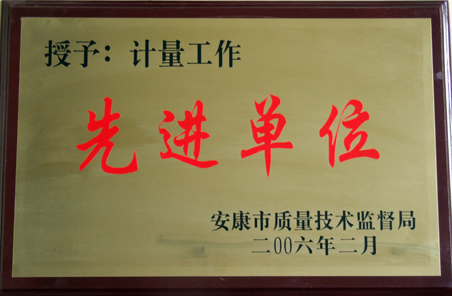 授予：计量工作
先进单位
安康市质量技术监督局
二00六年二月